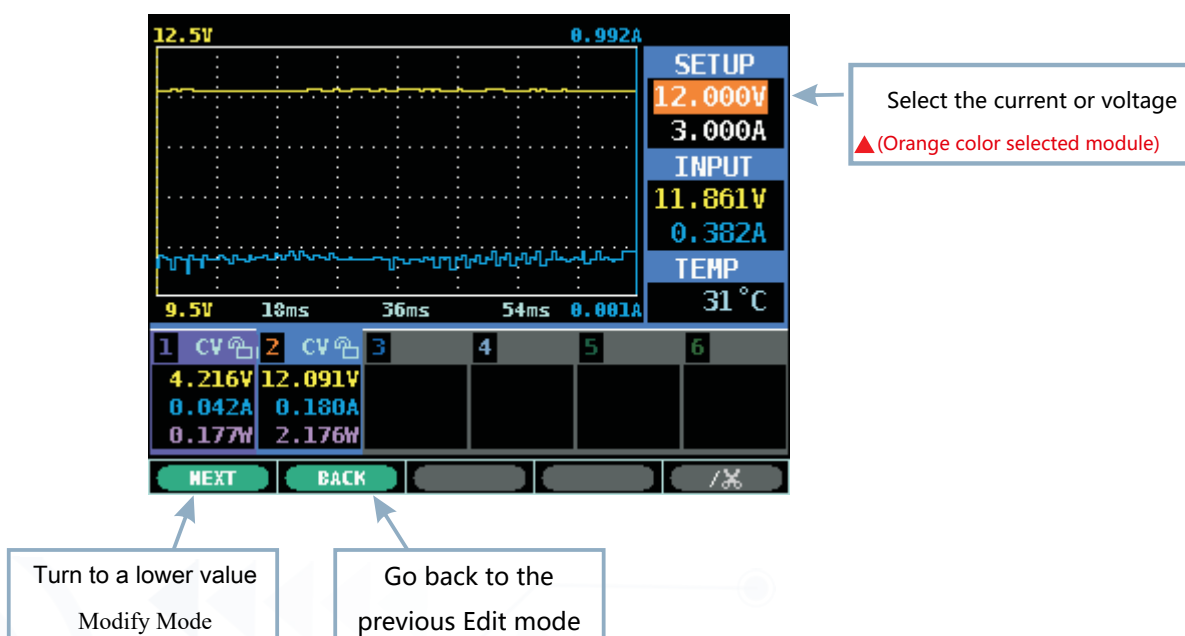 12.5V 0.992A
SETUP
12.000V
3.000A
INPUT
11.861V
0.382A
TEMP
31°C
9.5V 18ms 36ms 54ms 0.001A
1 CV 2 CV 3 4 5 6
4.216V 12.091V
0.042A 0.180A
0.177W 2.176W
NEXT BACK /
Select the current or voltage
▲(Orange color selected module)
Turn to a lower value
Modify Mode
Go back to the
previous Edit mode